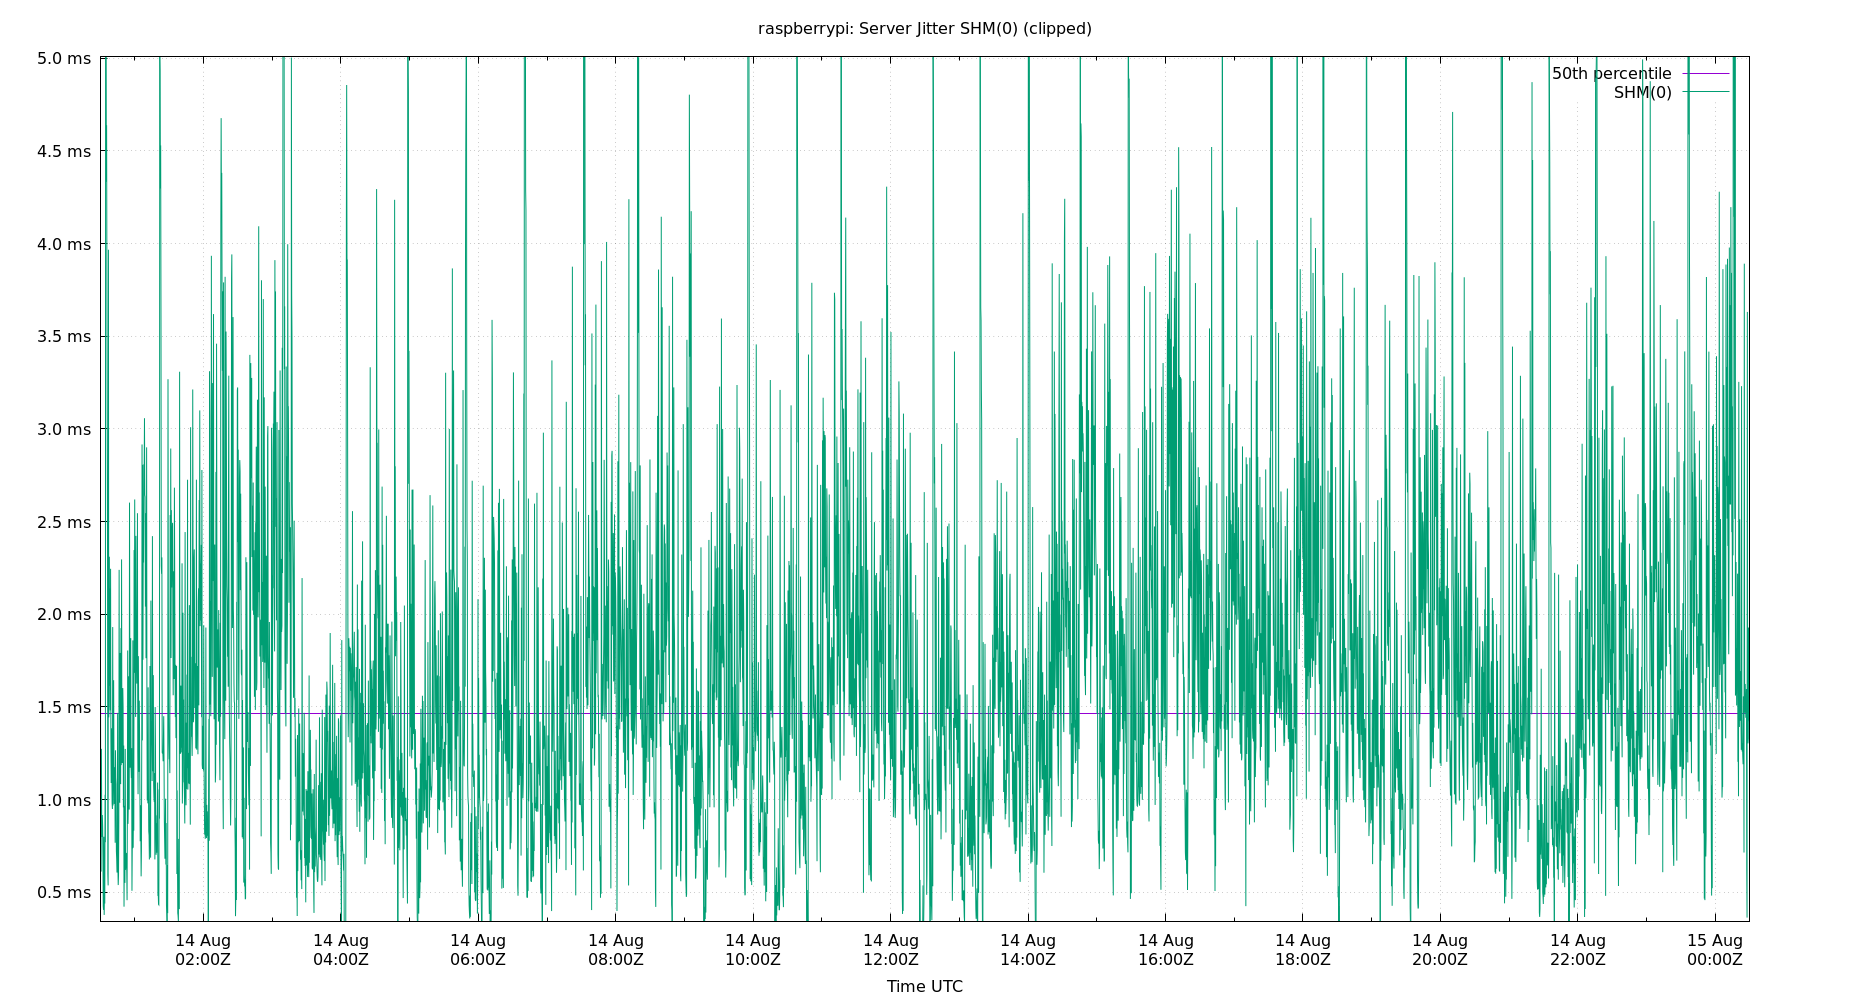 raspberrypi: Server Jitter SHM(0) (clipped)
5.0 ms
4.5 ms
4.0 ms
3.5 ms
3.0 ms
2.5 ms
2.0 ms
1.5 ms
1.0 ms
0.5 ms
50th percentile
SHM(0)
14 Aug 14 Aug 14 Aug 14 Aug 14 Aug 14 Aug 14 Aug 14 Aug 14 Aug 14 Aug 14 Aug 15 Aug
02:00Z 04:00Z 06:00Z 08:00Z 10:00Z 12:00Z 14:00Z 16:00Z 18:00Z 20:00Z 22:00Z 00:00Z
Time UTC